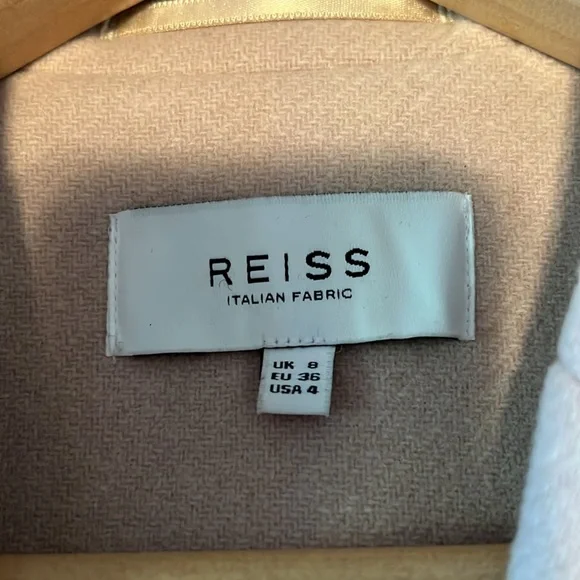 REISS
ITALIAN FABRIC
UK 8
EU 36
USA 4